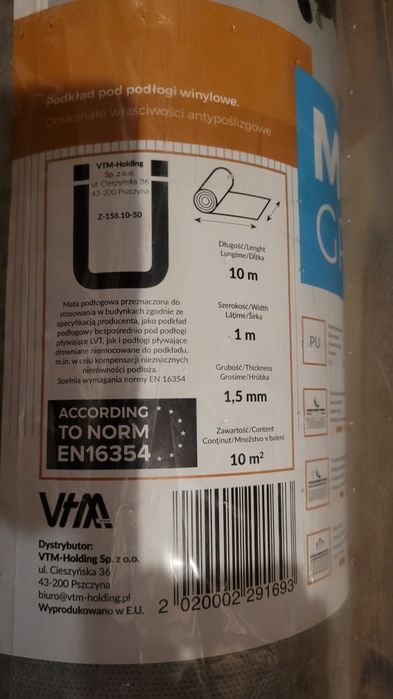 Podkład pod podłogi winylowe.
Doskonałe właściwości antypoślizgowe
VTM-Holding
Sp. z o.o.
ul. Cieszyńska 36
43-200 Pszczyna
Z-158.10-50
Mata podłogowa przeznaczona do
stosowania w budynkach zgodnie ze
specyfikacją producenta, jako podkład
podłogowy bezpośrednio pod podłogi
pływające LVT, jak i podłogi pływające
drewniane niemocowane do podkładu,
m.in. w celu kompensacji nieznacznych
nierówności podłoża.
Spełnia wymagania normy EN 16354
ACCORDING
TO NORM
EN16354
Długość/Lenght
Lungime/Dĺžka
10 m
Szerokość/Width
Lăţime/Šírka
1 m
Grubość/Thickness
Grosime/Hrúbka
1,5 mm
Zawartość/Content
Conţinut/Množstvo v balení
10 m²
M
G
PU
VTM
Dystrybutor:
VTM-Holding Sp. z o.o.
ul. Cieszyńska 36
43-200 Pszczyna
biuro@vtm-holding.pl
Wyprodukowano w E.U.
2 020002 291693